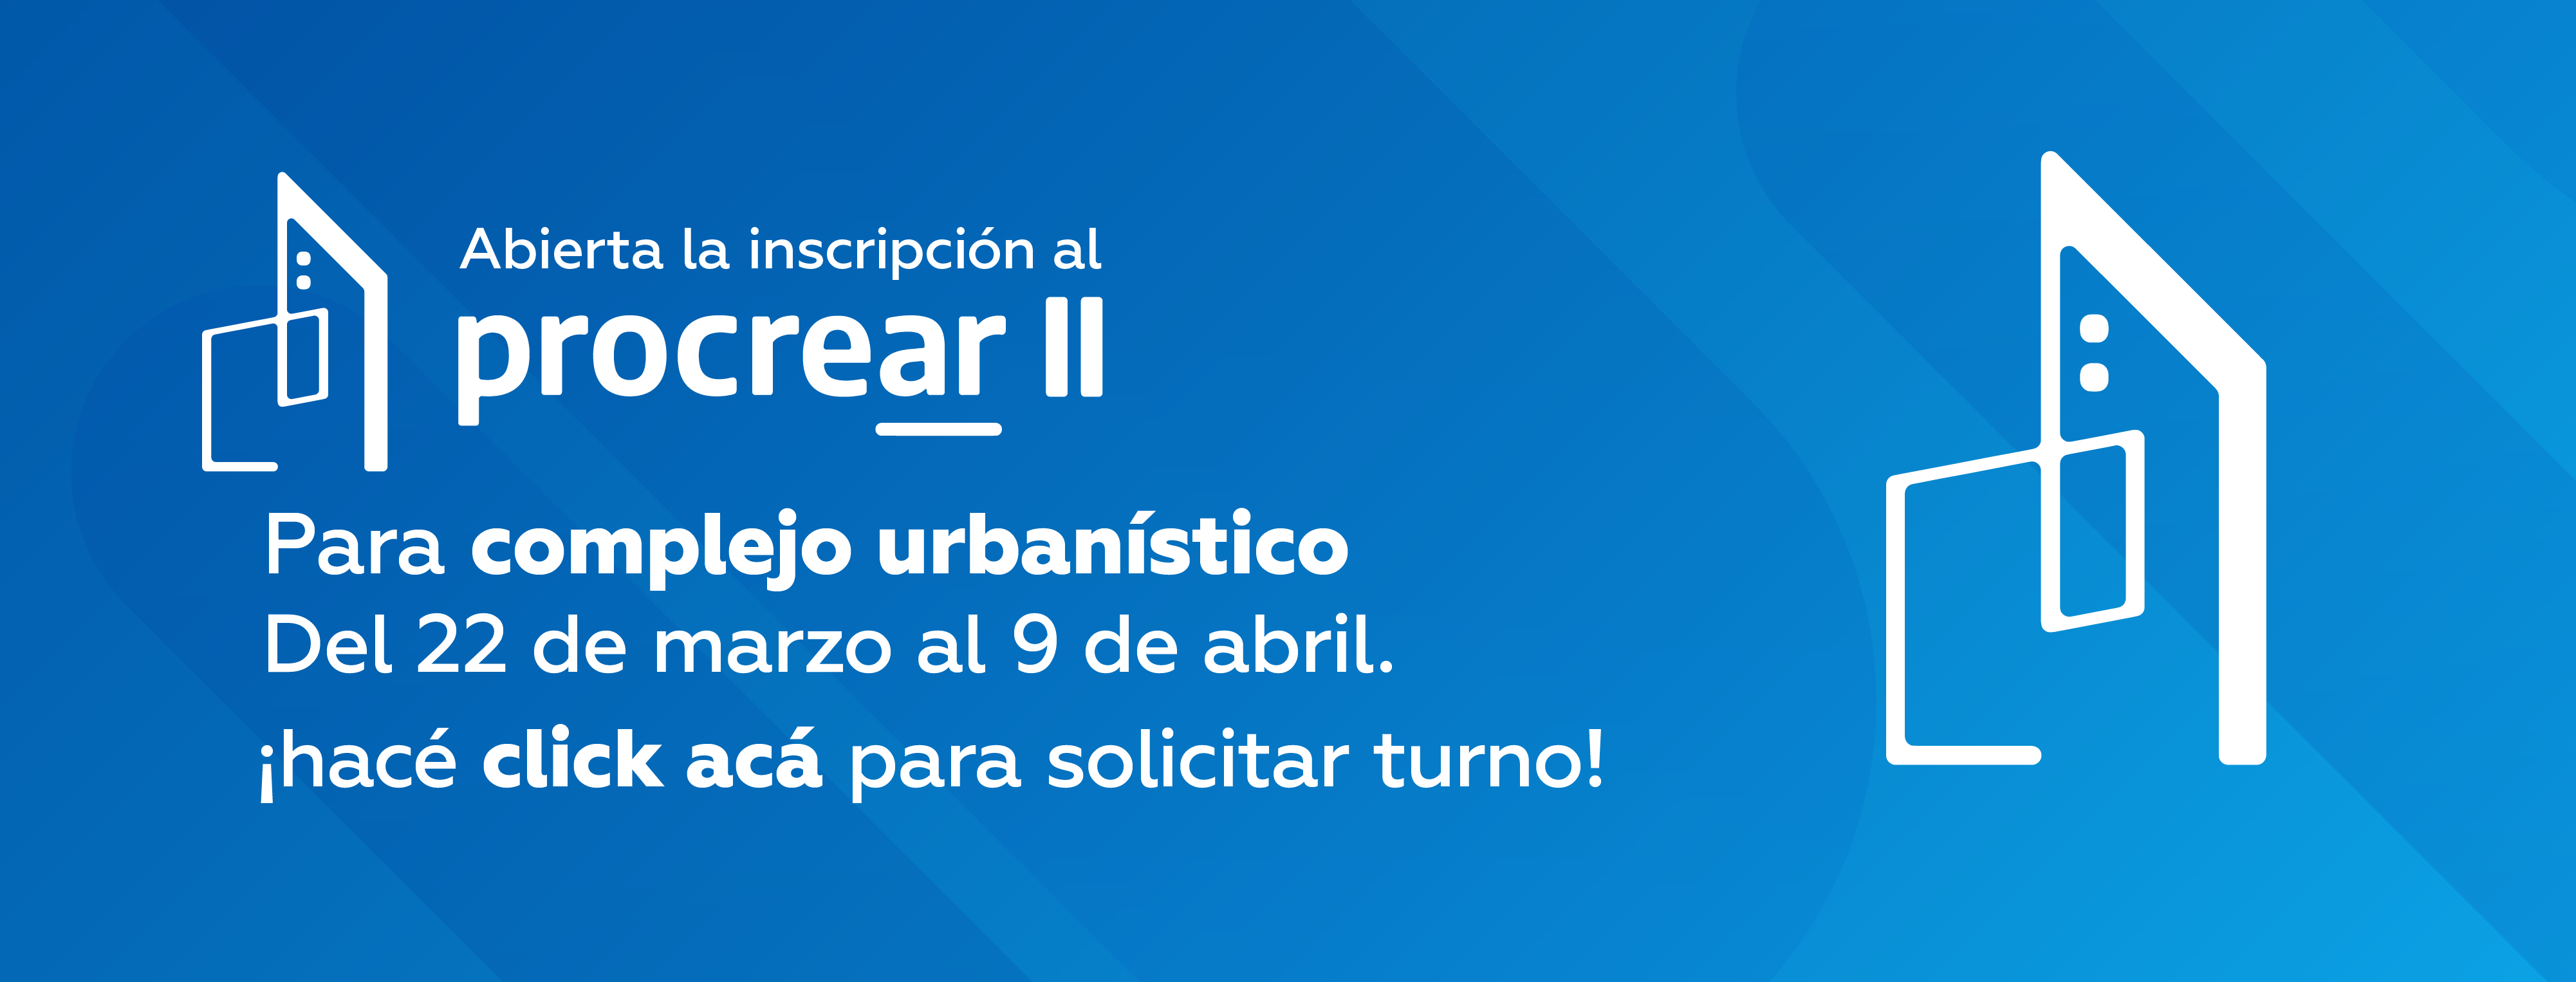 Abierta la inscripción al
procrear II
Para complejo urbanístico
Del 22 de marzo al 9 de abril.
¡hacé click acá para solicitar turno!